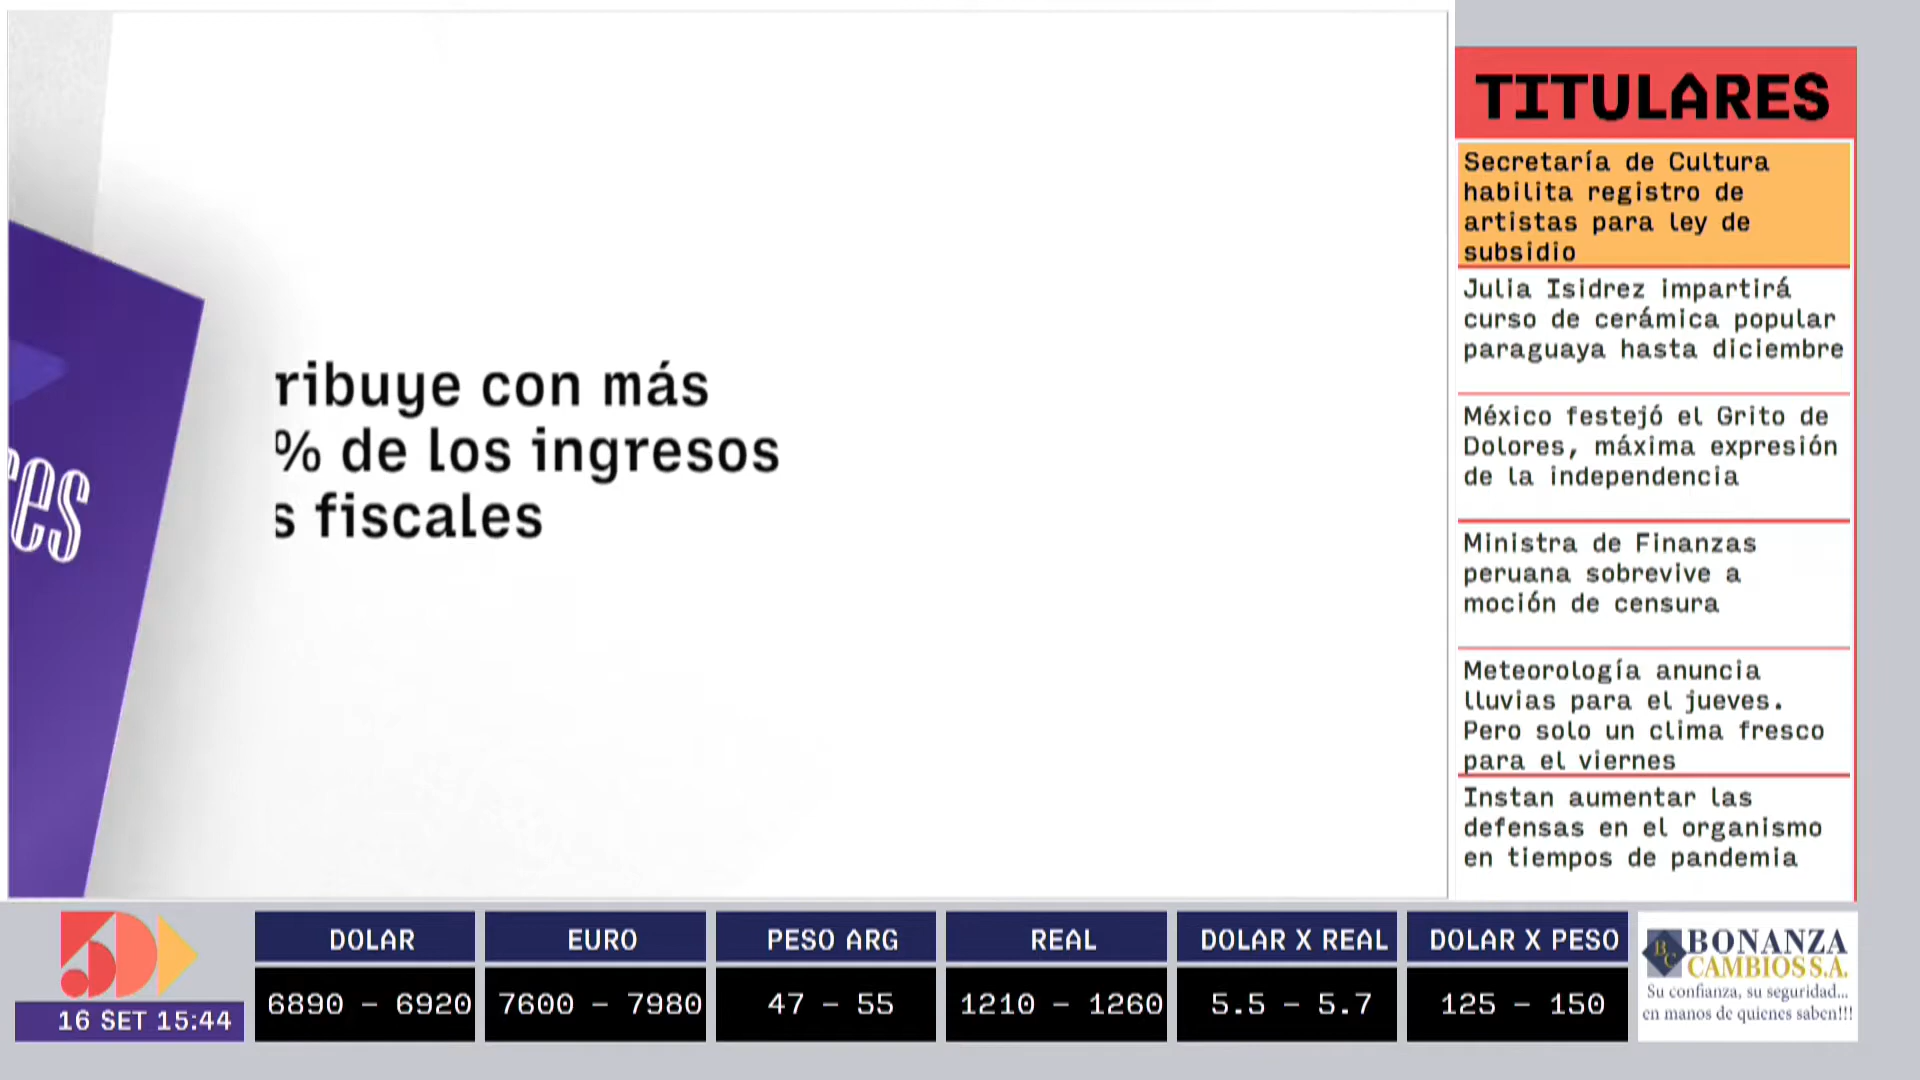 ribuye con más
% de los ingresos
s fiscales
res
TITULARES
Secretaría de Cultura
habilita registro de
artistas para ley de
subsidio
Julia Isidrez impartirá
curso de cerámica popular
paraguaya hasta diciembre
México festejó el Grito de
Dolores, máxima expresión
de la independencia
Ministra de Finanzas
peruana sobrevive a
moción de censura
Meteorología anuncia
lluvias para el jueves.
Pero solo un clima fresco
para el viernes
Instan aumentar las
defensas en el organismo
en tiempos de pandemia
5D
16 SET 15:44
DOLAR
6890 - 6920
EURO
7600 - 7980
PESO ARG
47 - 55
REAL
1210 - 1260
DOLAR X REAL
5.5 - 5.7
DOLAR X PESO
125 - 150
BC
BONANZA
CAMBIOS S.A.
Su confianza, su seguridad...
en manos de quienes saben!!!